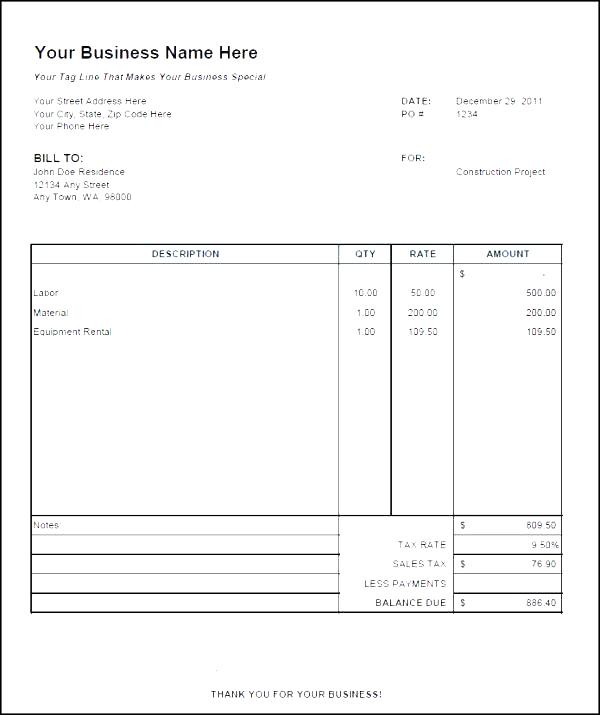 Your Business Name Here
Your Tag Line That Makes Your Business Special
Your Street Address Here
DATE: December 29, 2011
Your City, State, Zip Code Here
PO # 1234
Your Phone Here
BILL TO:
FOR:
John Doe Residence
Construction Project
12134 Any Street
Any Town, WA 98000
DESCRIPTION QTY RATE AMOUNT
$ -
Labor 10.00 50.00 500.00
Material 1.00 200.00 200.00
Equipment Rental 1.00 109.50 109.50
Notes: $ 809.50
TAX RATE 9.50%
SALES TAX $ 76.90
LESS PAYMENTS
BALANCE DUE $ 886.40
THANK YOU FOR YOUR BUSINESS!